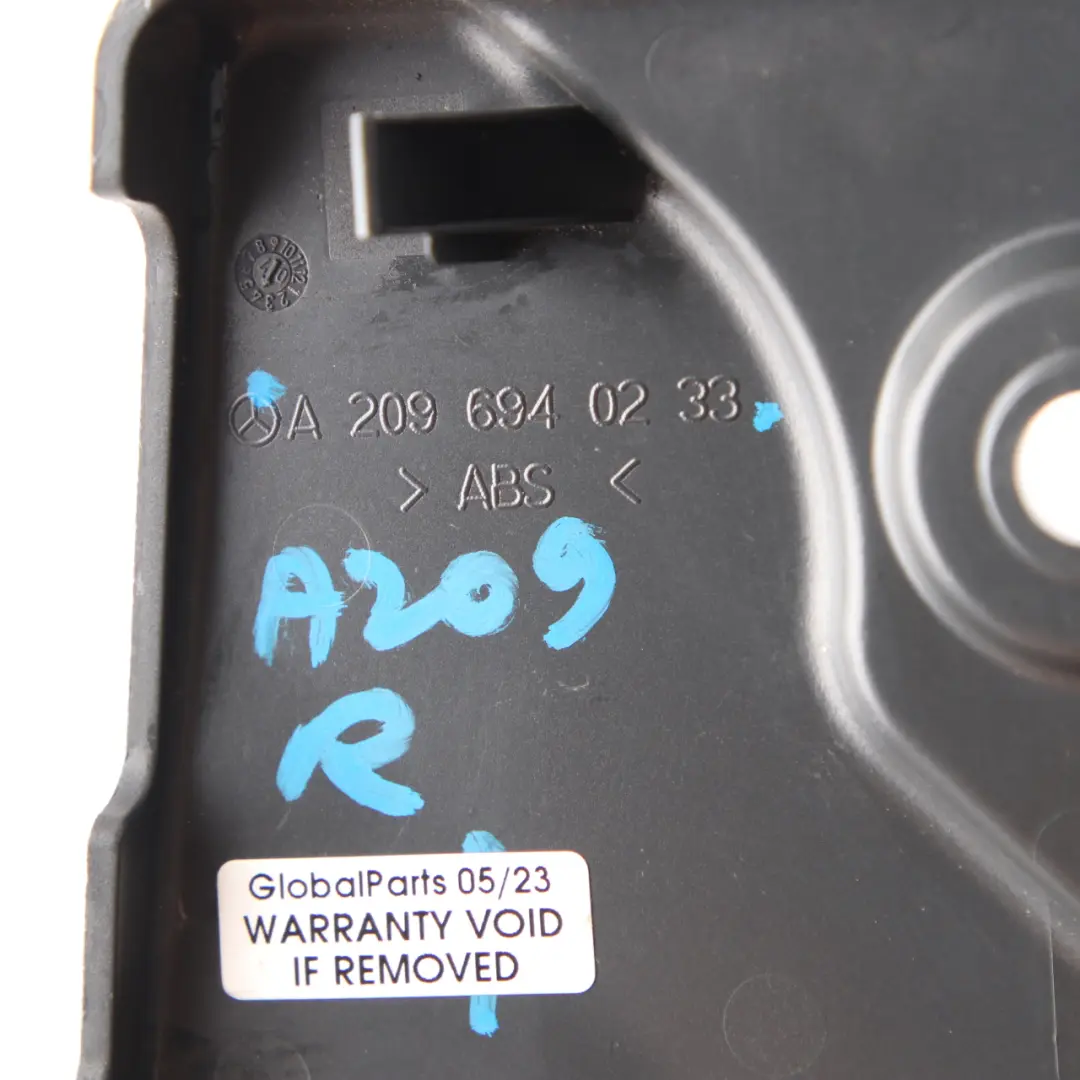 A 209 694 02 33
> ABS <
A209
R
GlobalParts 05/23
WARRANTY VOID
IF REMOVED